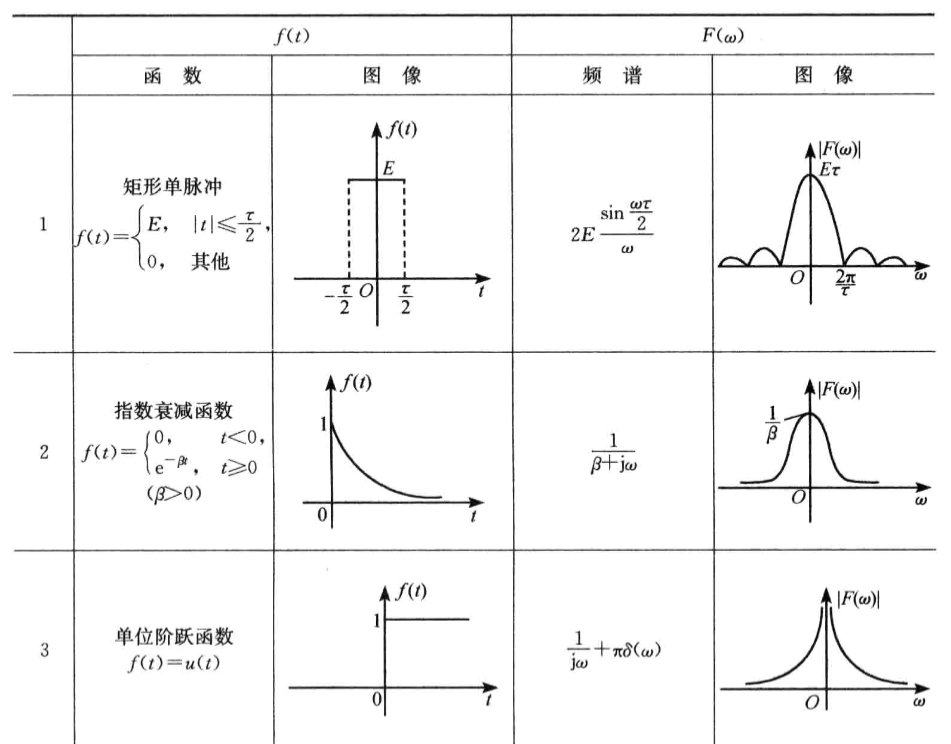 f(t) F(ω)
函 数 图 像 频 谱 图 像
1
矩形单脉冲
f(t)={E, |t|≤τ/2,
0, 其他
f(t)
E
-τ/2 O τ/2 t
2E sin(ωτ/2)/ω
|F(ω)|
Eτ
O 2π/τ ω
2
指数衰减函数
f(t)={0, t<0,
e^{-βt}, t≥0
(β>0)
f(t)
1
0 t
1/(β+jω)
|F(ω)|
1/β
O ω
3
单位阶跃函数
f(t)=u(t)
f(t)
1
0 t
1/jω+πδ(ω)
|F(ω)|
O ω